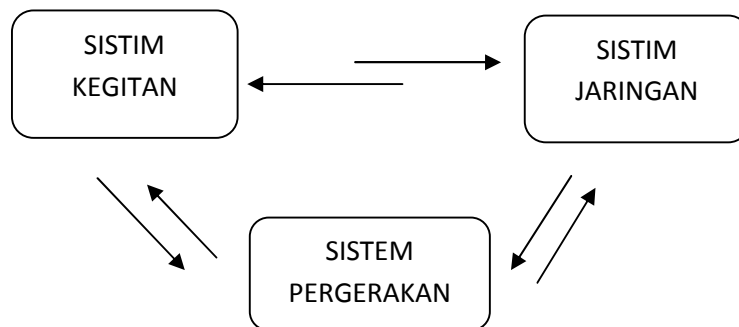 SISTIM
KEGITAN
SISTIM
JARINGAN
SISTEM
PERGERAKAN